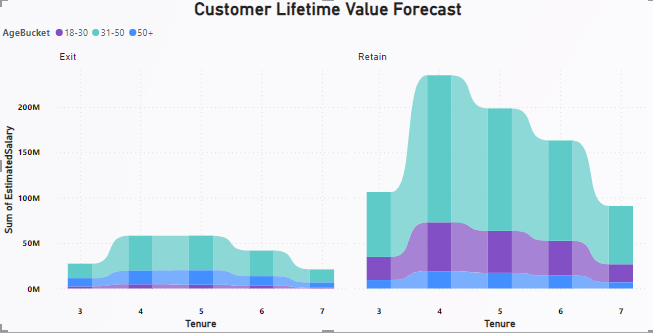 Customer Lifetime Value Forecast
AgeBucket 18-30 31-50 50+
Exit
Retain
Sum of EstimatedSalary
200M
150M
100M
50M
0M
3 4 5 6 7
Tenure
3 4 5 6 7
Tenure